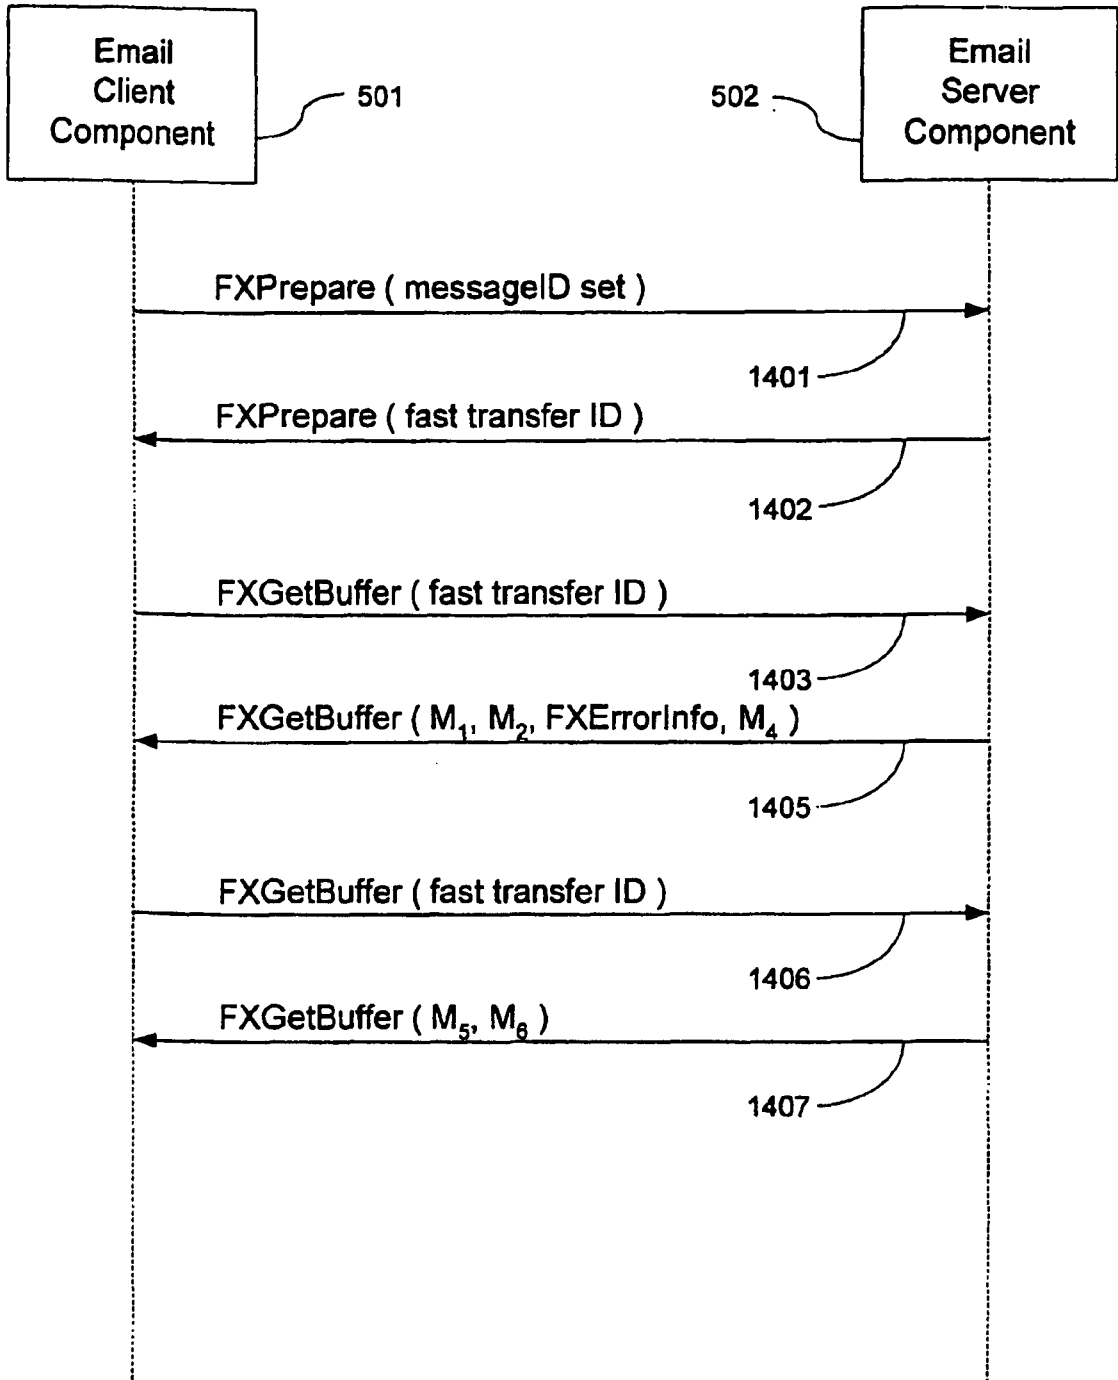 Email
Client
Component
501
502
Email
Server
Component
FXPrepare ( messageID set )
1401
FXPrepare ( fast transfer ID )
1402
FXGetBuffer ( fast transfer ID )
1403
FXGetBuffer ( M₁, M₂, FXErrorInfo, M₄ )
1405
FXGetBuffer ( fast transfer ID )
1406
FXGetBuffer ( M₅, M₆ )
1407